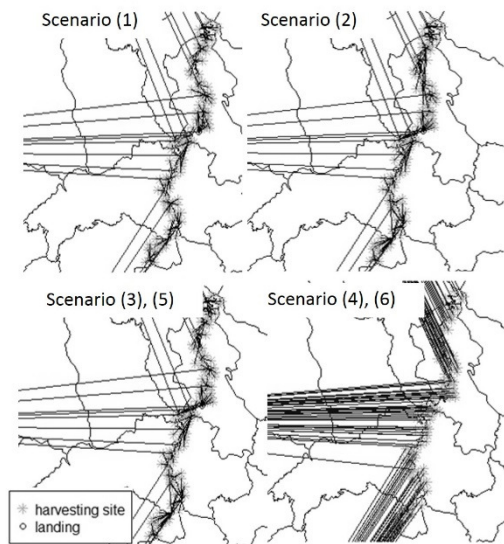 Scenario (1)
Scenario (2)
Scenario (3), (5)
Scenario (4), (6)
harvesting site
landing